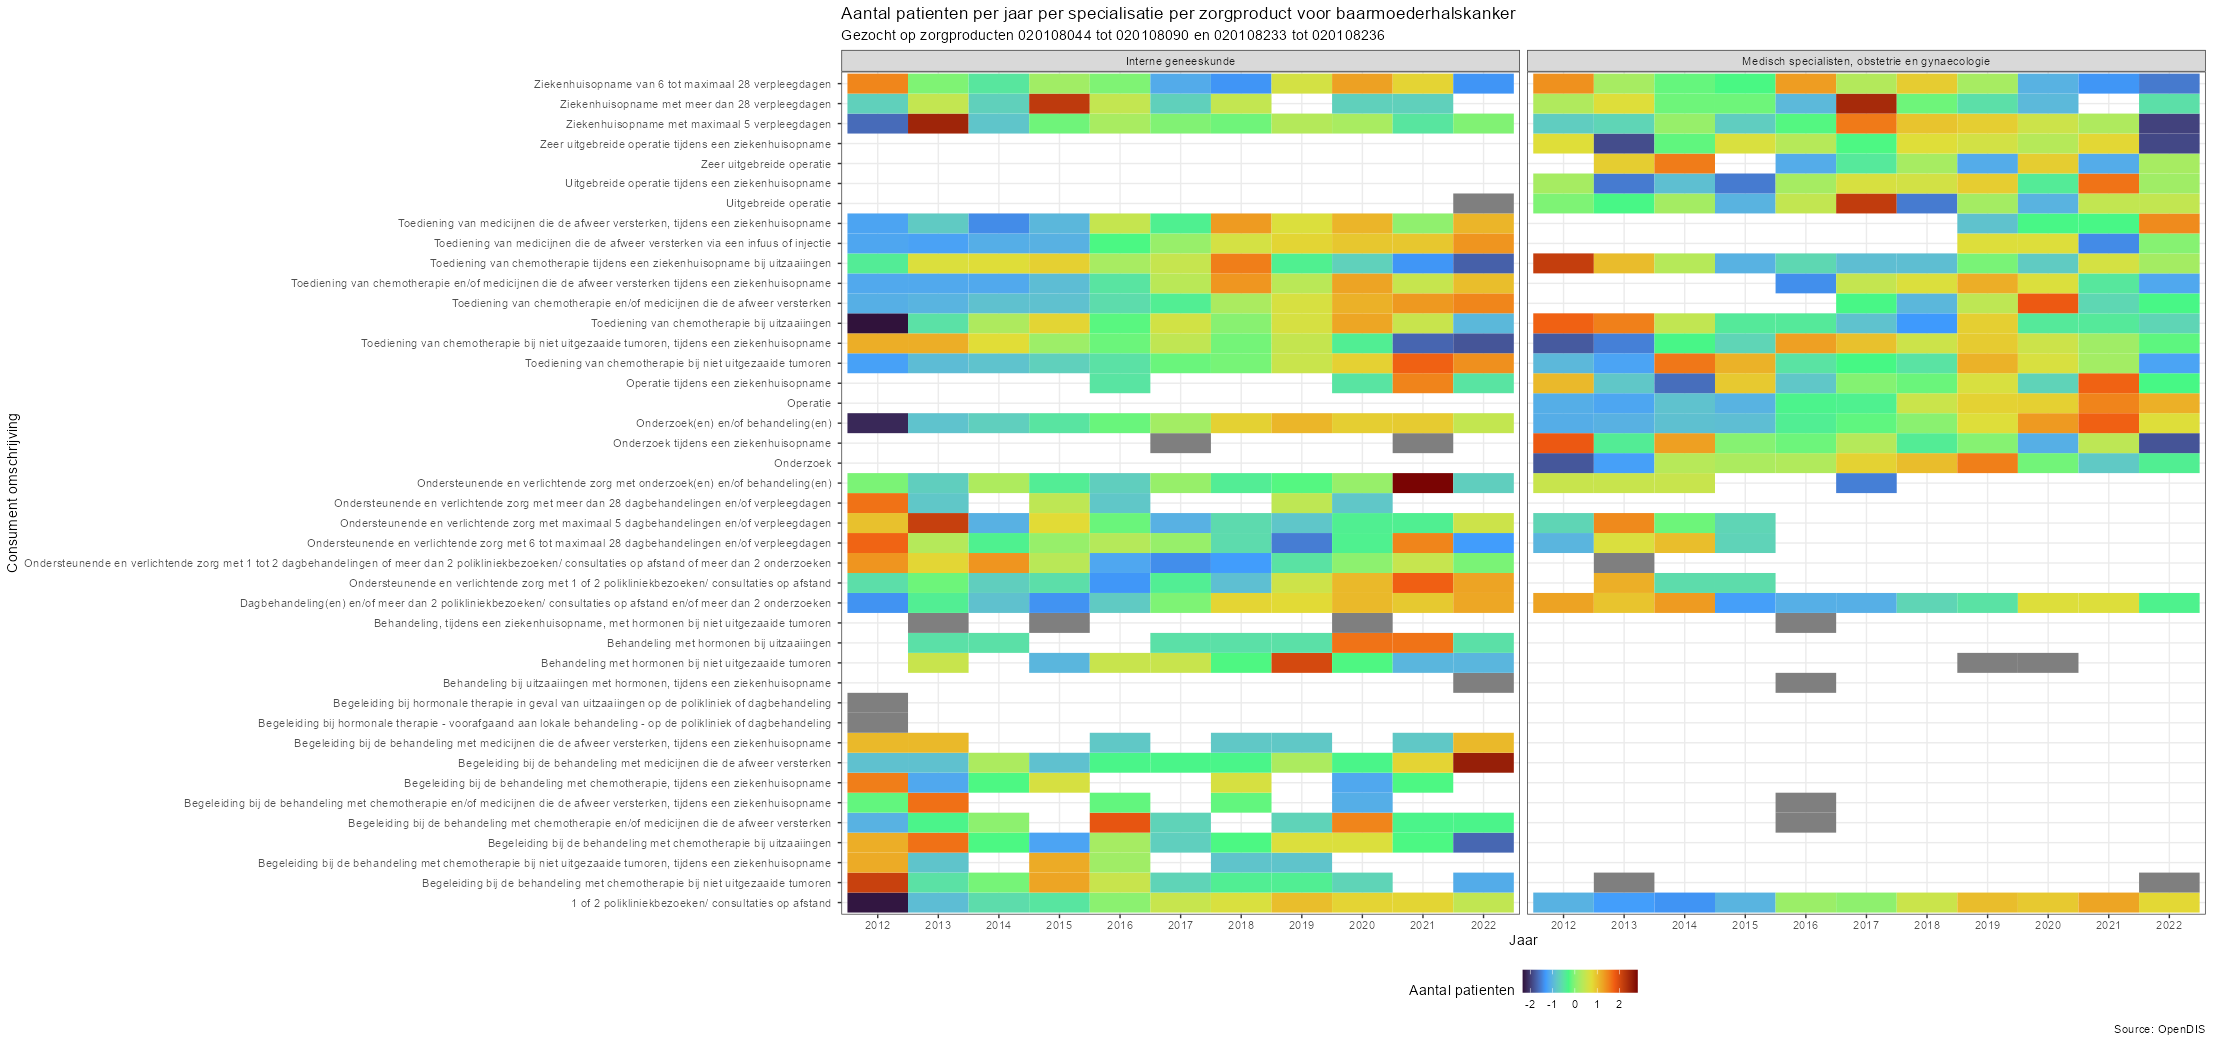 Aantal patienten per jaar per specialisatie per zorgproduct voor baarmoederhalskanker
Gezocht op zorgproducten 020108044 tot 020108090 en 020108233 tot 020108236
Interne geneeskunde
Medisch specialisten, obstetrie en gynaecologie
Consument omschrijving
Ziekenhuisopname van 6 tot maximaal 28 verpleegdagen
Ziekenhuisopname met meer dan 28 verpleegdagen
Ziekenhuisopname met maximaal 5 verpleegdagen
Zeer uitgebreide operatie tijdens een ziekenhuisopname
Zeer uitgebreide operatie
Uitgebreide operatie tijdens een ziekenhuisopname
Uitgebreide operatie
Toediening van medicijnen die de afweer versterken, tijdens een ziekenhuisopname
Toediening van medicijnen die de afweer versterken via een infuus of injectie
Toediening van chemotherapie tijdens een ziekenhuisopname bij uitzaaiingen
Toediening van chemotherapie en/of medicijnen die de afweer versterken tijdens een ziekenhuisopname
Toediening van chemotherapie en/of medicijnen die de afweer versterken
Toediening van chemotherapie bij uitzaaiingen
Toediening van chemotherapie bij niet uitgezaaide tumoren, tijdens een ziekenhuisopname
Toediening van chemotherapie bij niet uitgezaaide tumoren
Operatie tijdens een ziekenhuisopname
Operatie
Onderzoek(en) en/of behandeling(en)
Onderzoek tijdens een ziekenhuisopname
Onderzoek
Ondersteunende en verlichtende zorg met onderzoek(en) en/of behandeling(en)
Ondersteunende en verlichtende zorg met meer dan 28 dagbehandelingen en/of verpleegdagen
Ondersteunende en verlichtende zorg met maximaal 5 dagbehandelingen en/of verpleegdagen
Ondersteunende en verlichtende zorg met 6 tot maximaal 28 dagbehandelingen en/of verpleegdagen
Ondersteunende en verlichtende zorg met 1 tot 2 dagbehandelingen of meer dan 2 polikliniekbezoeken/ consultaties op afstand of meer dan 2 onderzoeken
Ondersteunende en verlichtende zorg met 1 of 2 polikliniekbezoeken/ consultaties op afstand
Dagbehandeling(en) en/of meer dan 2 polikliniekbezoeken/ consultaties op afstand en/of meer dan 2 onderzoeken
Behandeling, tijdens een ziekenhuisopname, met hormonen bij niet uitgezaaide tumoren
Behandeling met hormonen bij uitzaaiingen
Behandeling met hormonen bij niet uitgezaaide tumoren
Behandeling bij uitzaaiingen met hormonen, tijdens een ziekenhuisopname
Begeleiding bij hormonale therapie in geval van uitzaaiingen op de polikliniek of dagbehandeling
Begeleiding bij hormonale therapie - voorafgaand aan lokale behandeling - op de polikliniek of dagbehandeling
Begeleiding bij de behandeling met medicijnen die de afweer versterken, tijdens een ziekenhuisopname
Begeleiding bij de behandeling met medicijnen die de afweer versterken
Begeleiding bij de behandeling met chemotherapie, tijdens een ziekenhuisopname
Begeleiding bij de behandeling met chemotherapie en/of medicijnen die de afweer versterken, tijdens een ziekenhuisopname
Begeleiding bij de behandeling met chemotherapie en/of medicijnen die de afweer versterken
Begeleiding bij de behandeling met chemotherapie bij uitzaaiingen
Begeleiding bij de behandeling met chemotherapie bij niet uitgezaaide tumoren, tijdens een ziekenhuisopname
Begeleiding bij de behandeling met chemotherapie bij niet uitgezaaide tumoren
1 of 2 polikliniekbezoeken/ consultaties op afstand
2012 2013 2014 2015 2016 2017 2018 2019 2020 2021 2022
2012 2013 2014 2015 2016 2017 2018 2019 2020 2021 2022
Jaar
Aantal patienten
-2 -1 0 1 2
Source: OpenDIS